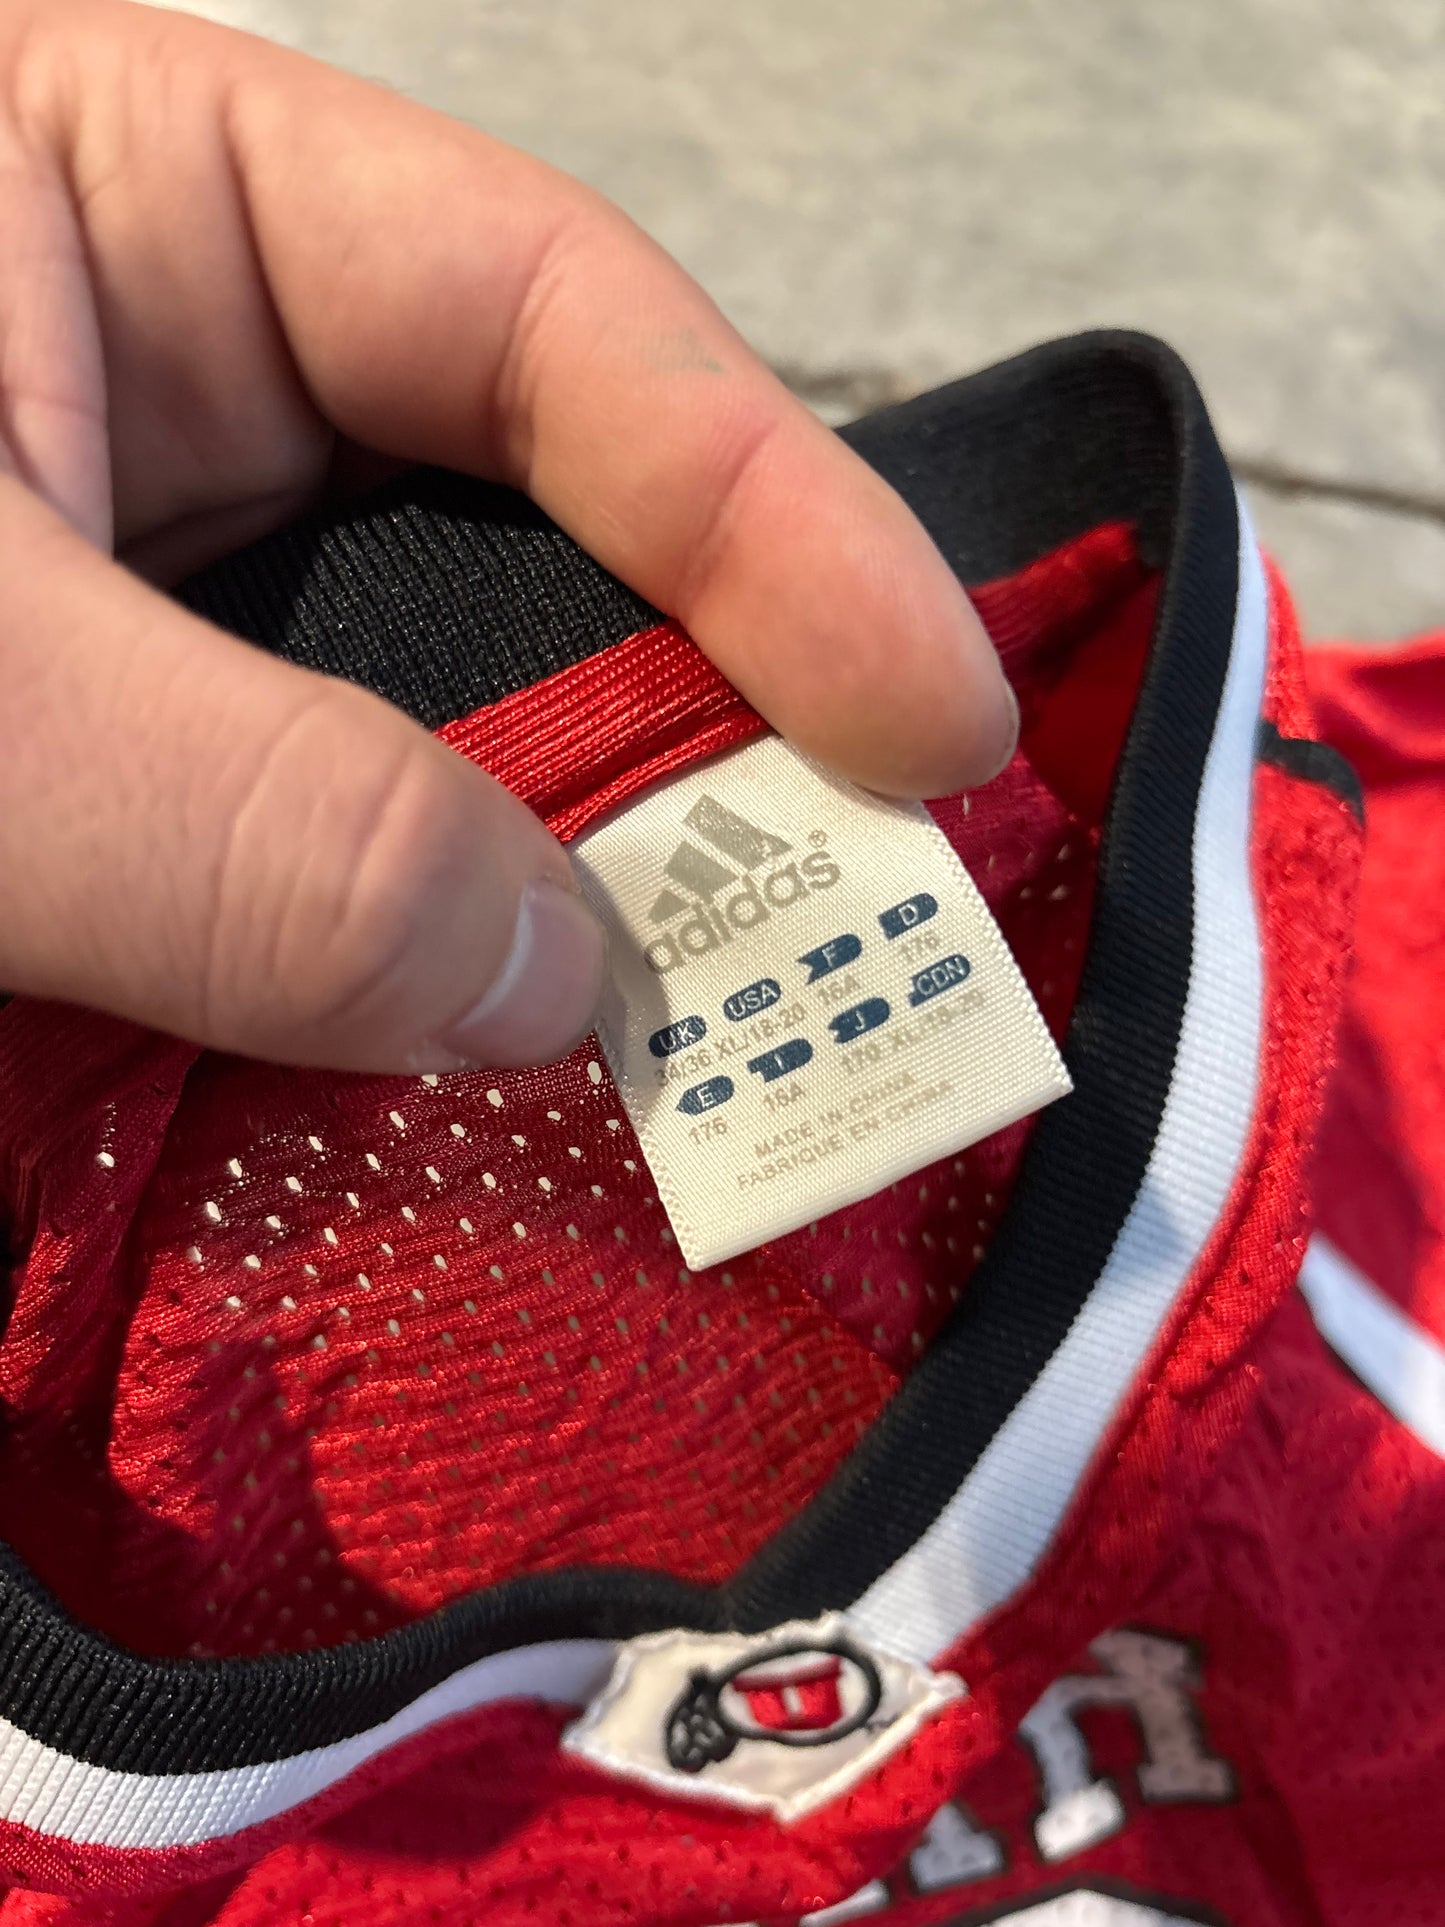 adidas®
UK USA F D
34/36 XL/18-20 16A 176
E I J CDN
176 16A 170 XL/18-20
MADE IN CHINA
FABRIQUE EN CHINA
U